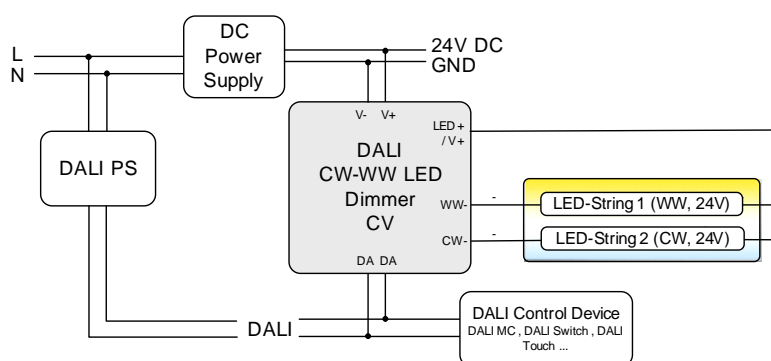 DC
Power
Supply
L
N
24V DC
GND
V- V+
LED+
/ V+
DALI PS
DALI
CW-WW LED
Dimmer
CV
WW-
-
LED-String 1 (WW, 24V)
CW-
-
LED-String 2 (CW, 24V)
DA DA
DALI
DALI Control Device
DALI MC , DALI Switch , DALI
Touch ...